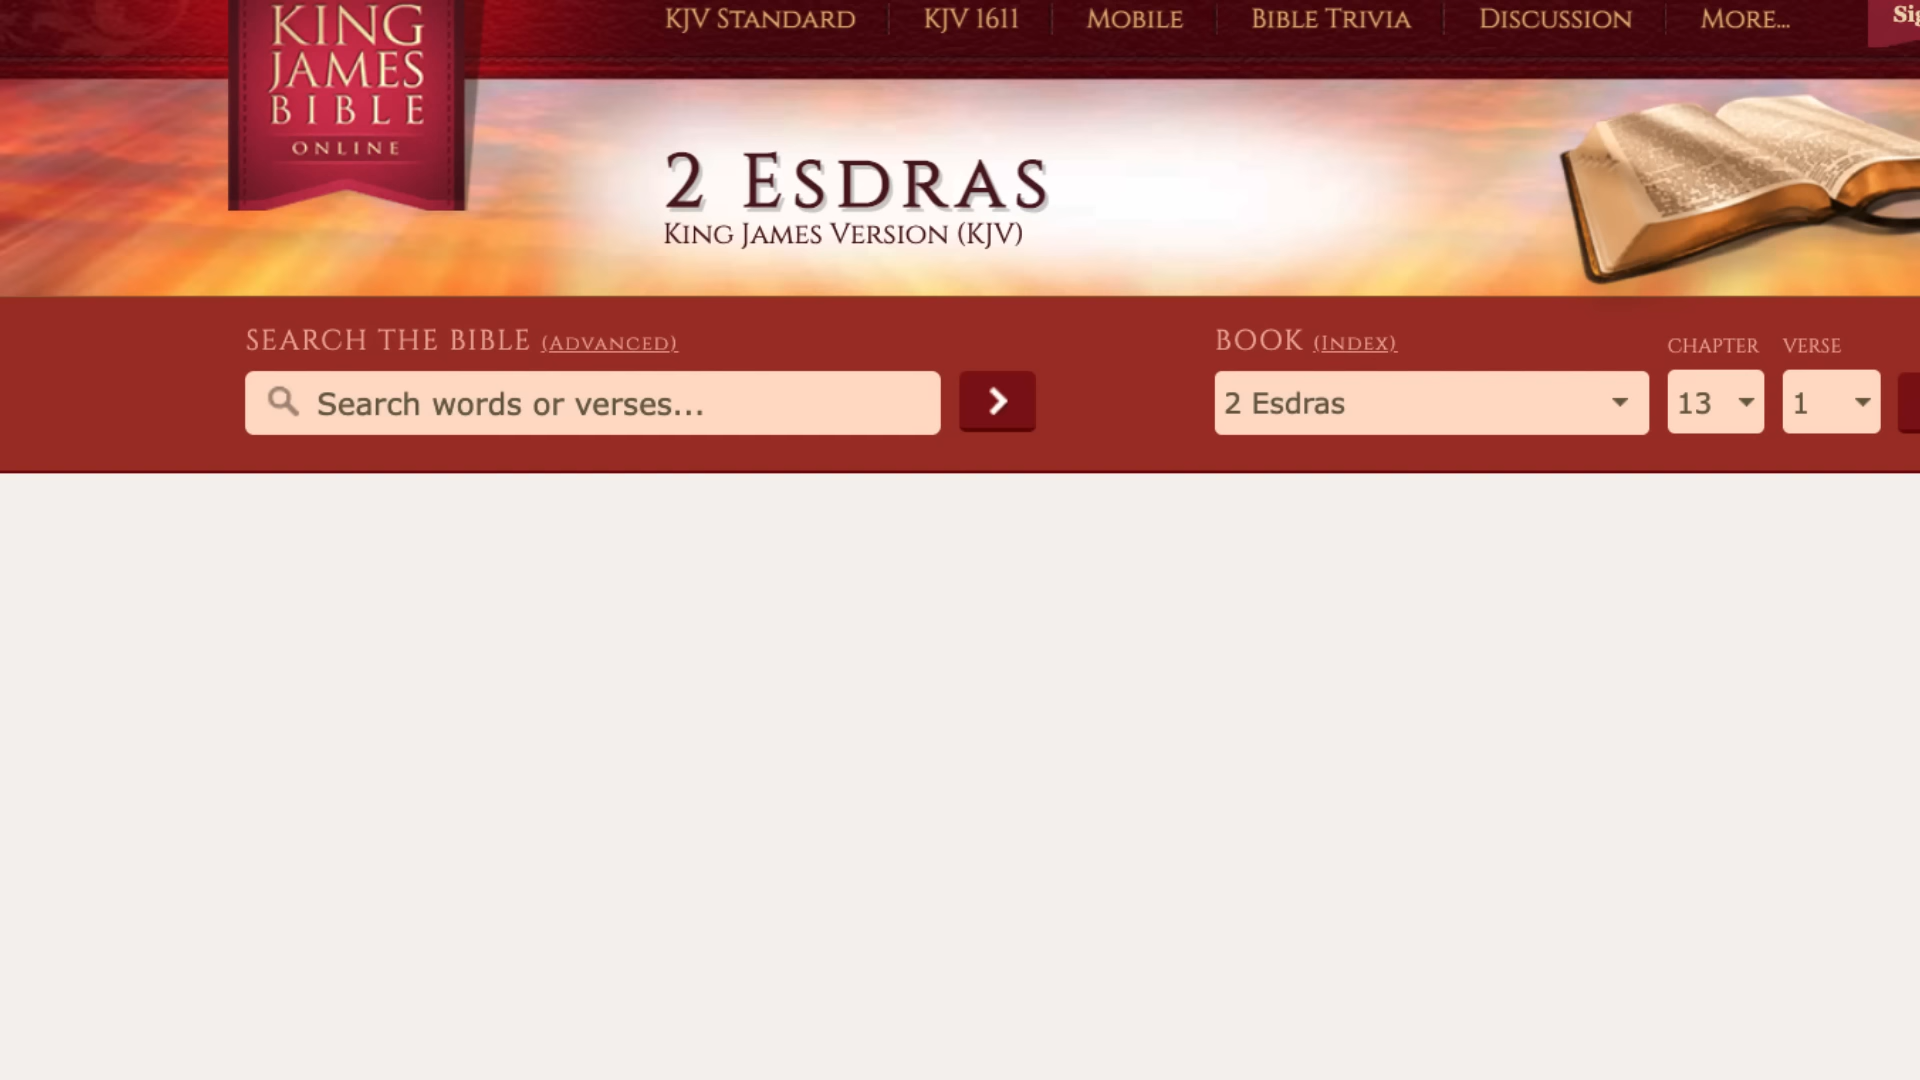 KING
JAMES
BIBLE
ONLINE
KJV STANDARD
KJV 1611
MOBILE
BIBLE TRIVIA
DISCUSSION
MORE...
2 ESDRAS
KING JAMES VERSION (KJV)
SEARCH THE BIBLE (ADVANCED)
Search words or verses...
BOOK (INDEX)
CHAPTER
VERSE
2 Esdras
13
1